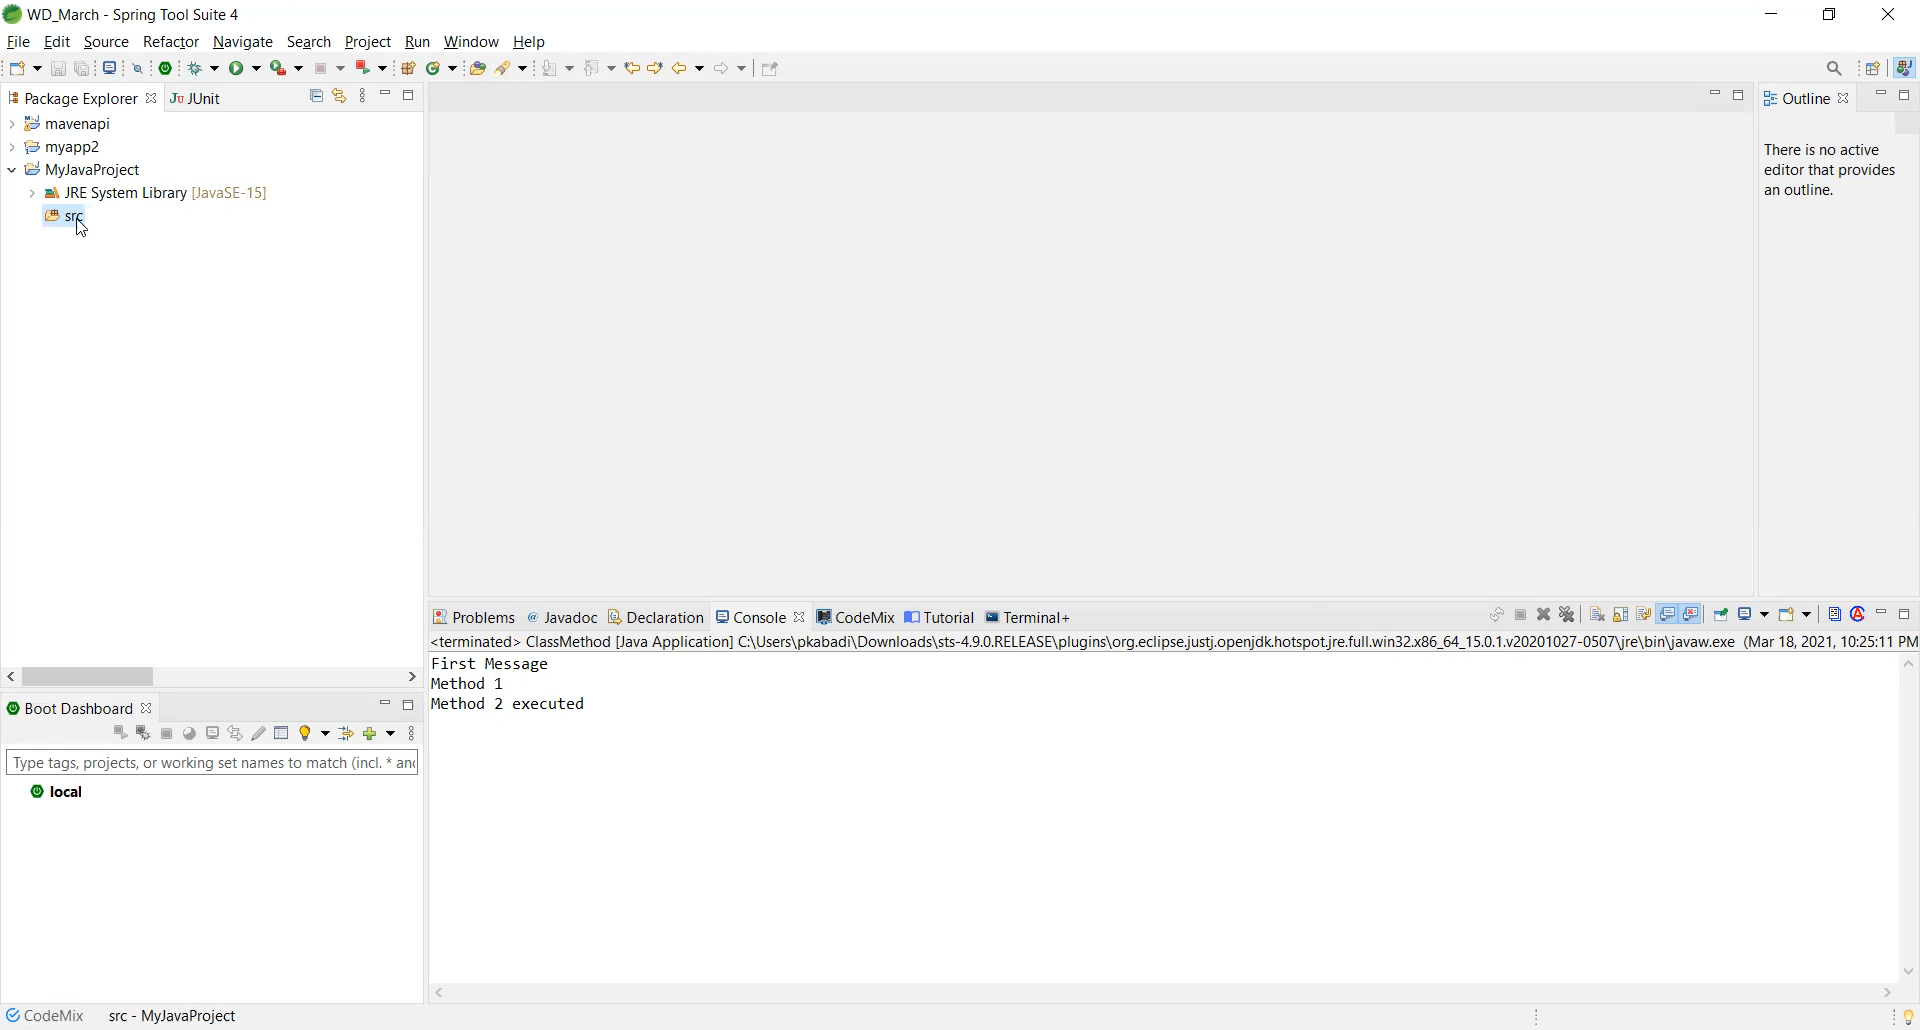 WD_March - Spring Tool Suite 4
File Edit Source Refactor Navigate Search Project Run Window Help
Package Explorer
JUnit
mavenapi
myapp2
MyJavaProject
JRE System Library [JavaSE-15]
src
Outline
There is no active
editor that provides
an outline.
Problems @ Javadoc Declaration Console CodeMix Tutorial Terminal+
<terminated> ClassMethod [Java Application] C:\Users\pkabadi\Downloads\sts-4.9.0.RELEASE\plugins\org.eclipse.justj.openjdk.hotspot.jre.full.win32.x86_64_15.0.1.v20201027-0507\jre\bin\javaw.exe (Mar 18, 2021, 10:25:11 PM
First Message
Method 1
Method 2 executed
Boot Dashboard
Type tags, projects, or working set names to match (incl. * and
local
CodeMix src - MyJavaProject